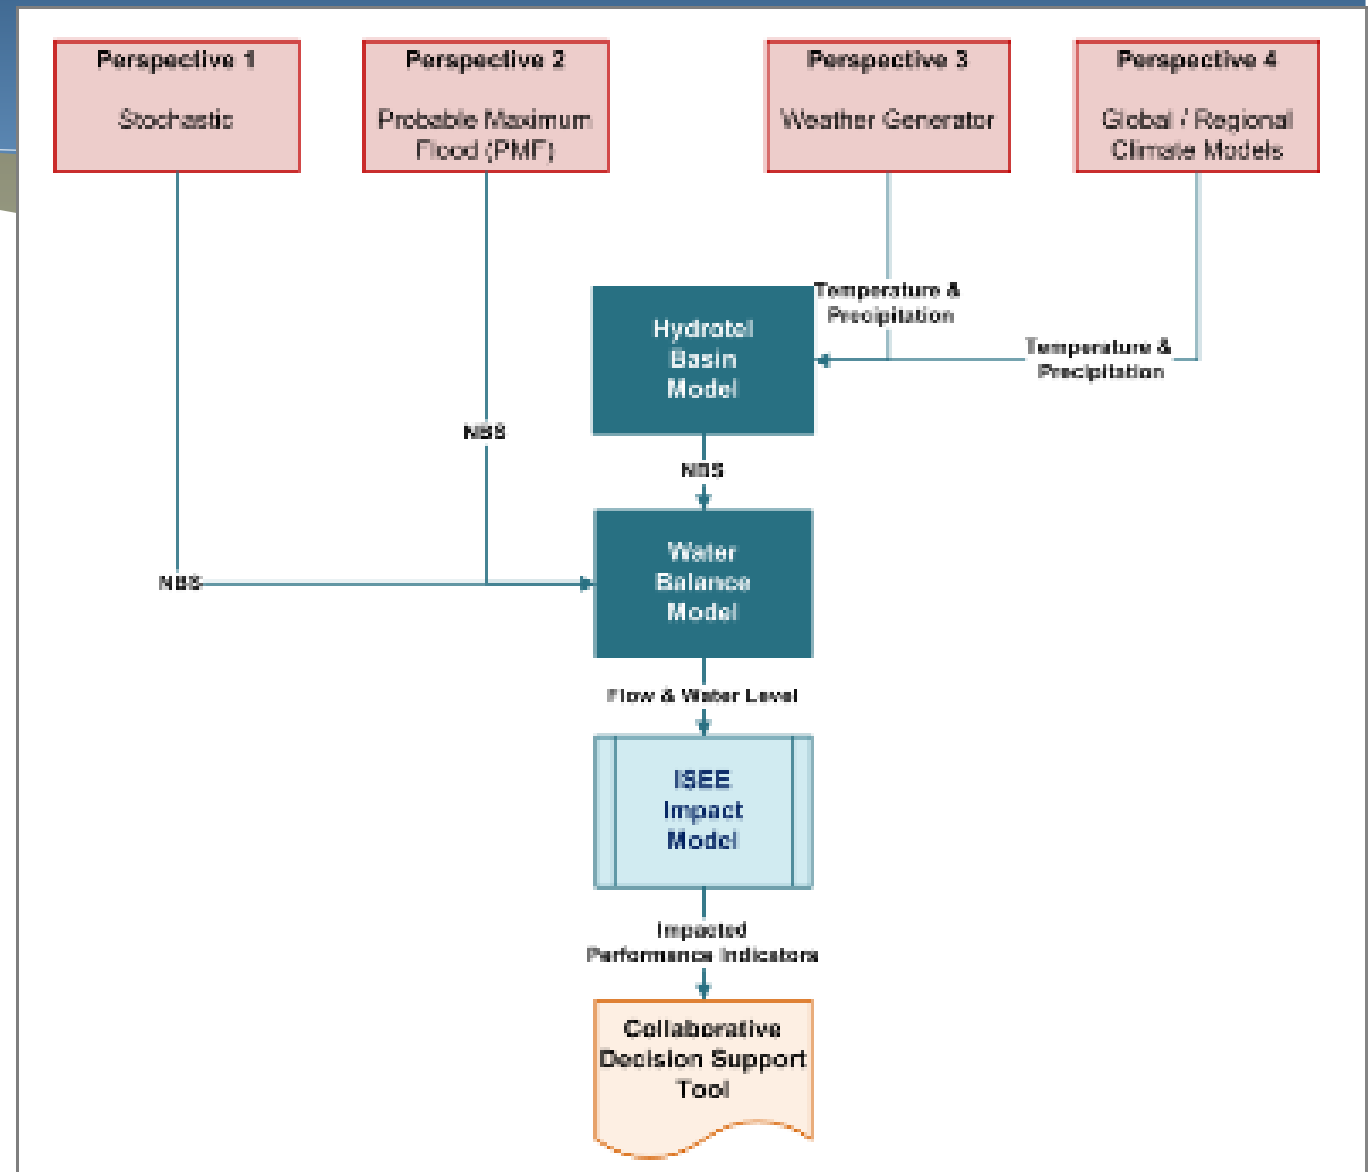 Perspective 1
Stochastic
Perspective 2
Probable Maximum
Flood (PMF)
Perspective 3
Weather Generator
Perspective 4
Global / Regional
Climate Models
Temperature &
Precipitation
Temperature &
Precipitation
Hydrotel
Basin
Model
NBS
NBS
NBS
Water
Balance
Model
Flow & Water Level
ISEE
Impact
Model
Impacted
Performance Indicators
Collaborative
Decision Support
Tool